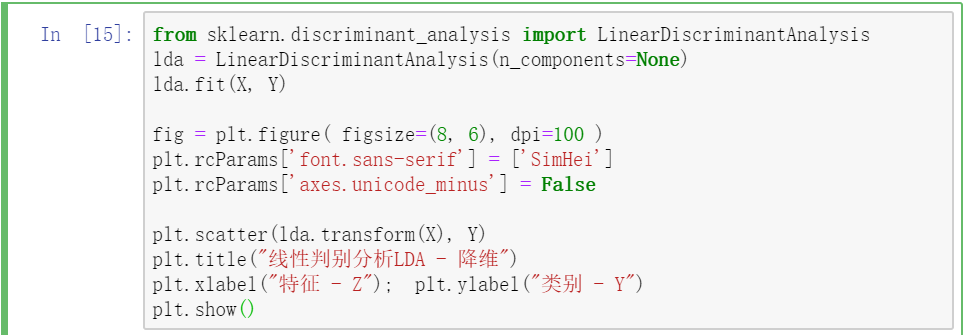 In [15]:
from sklearn.discriminant_analysis import LinearDiscriminantAnalysis
lda = LinearDiscriminantAnalysis(n_components=None)
lda.fit(X, Y)
fig = plt.figure( figsize=(8, 6), dpi=100 )
plt.rcParams['font.sans-serif'] = ['SimHei']
plt.rcParams['axes.unicode_minus'] = False
plt.scatter(lda.transform(X), Y)
plt.title("线性判别分析LDA - 降维")
plt.xlabel("特征 - Z");  plt.ylabel("类别 - Y")
plt.show()